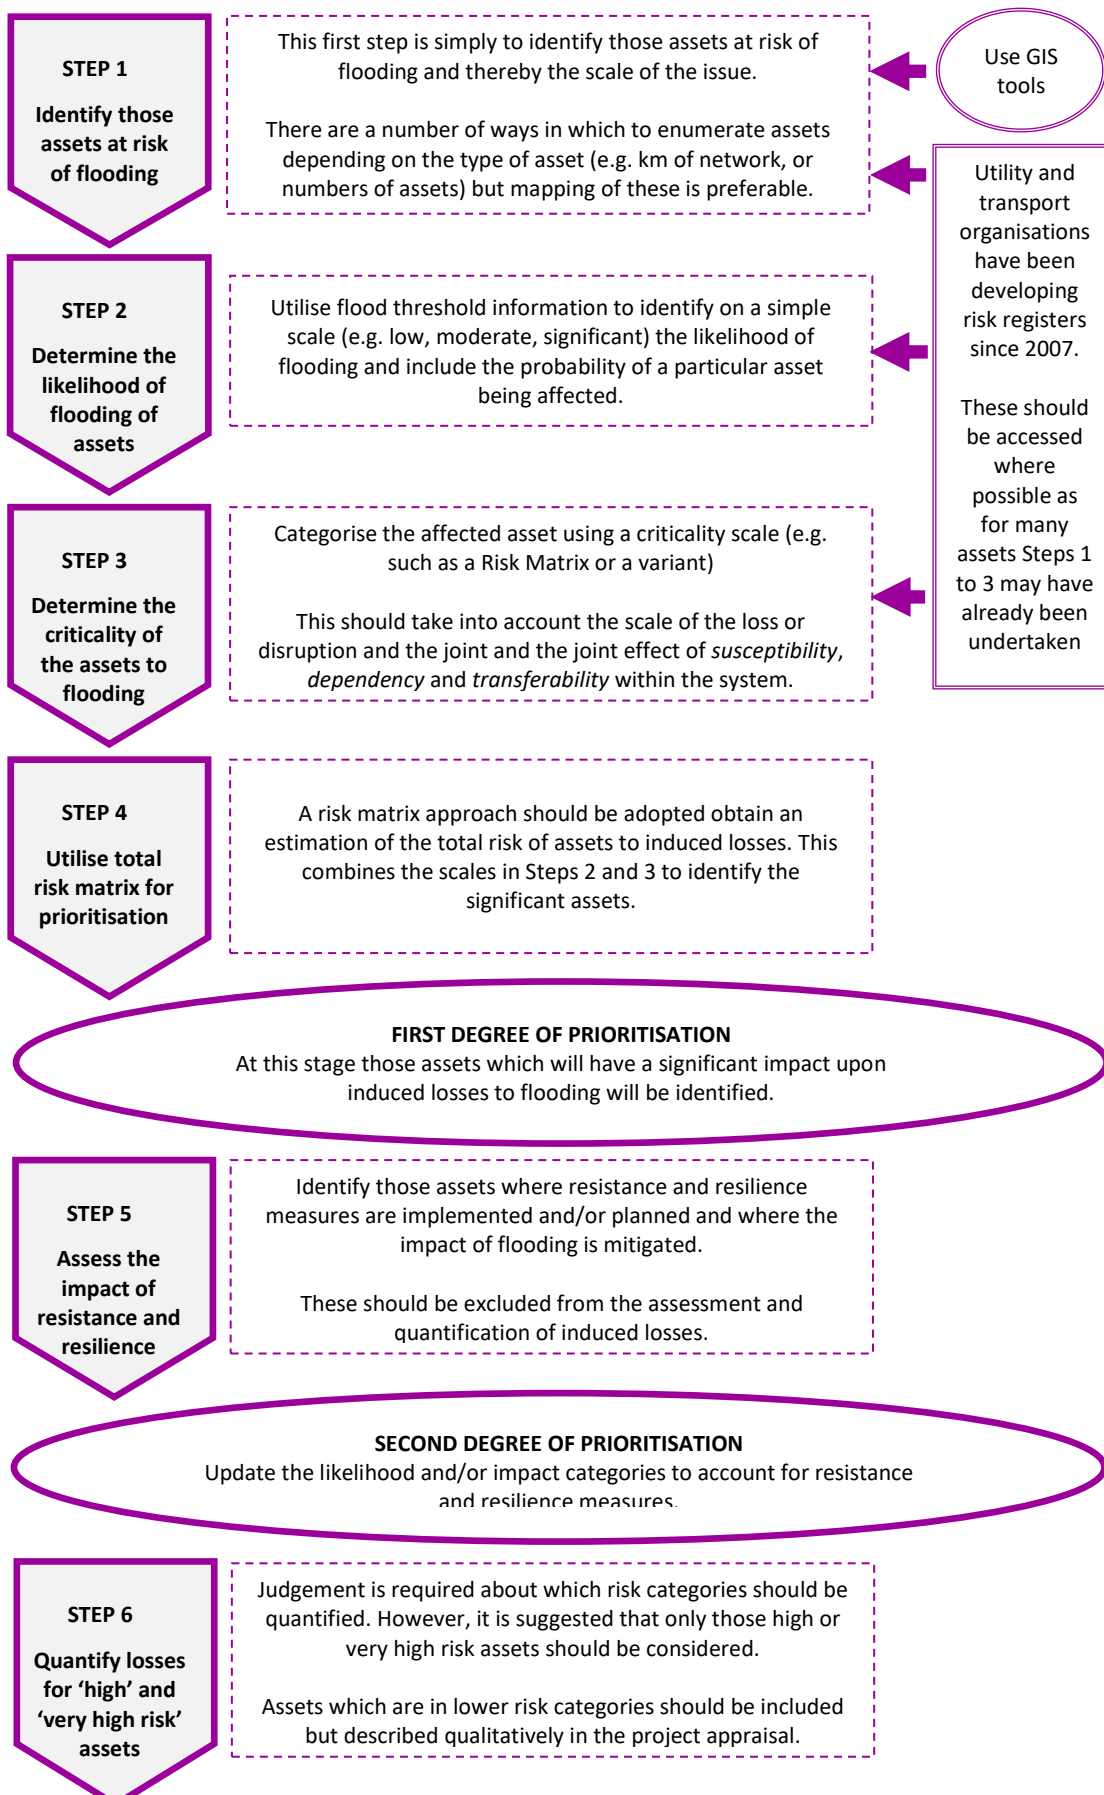 STEP 1
Identify those
assets at risk
of flooding
This first step is simply to identify those assets at risk of
flooding and thereby the scale of the issue.
There are a number of ways in which to enumerate assets
depending on the type of asset (e.g. km of network, or
numbers of assets) but mapping of these is preferable.
Use GIS
tools
Utility and
transport
organisations
have been
developing
risk registers
since 2007.
These should
be accessed
where
possible as
for many
assets Steps 1
to 3 may have
already been
undertaken
STEP 2
Determine the
likelihood of
flooding of
assets
Utilise flood threshold information to identify on a simple
scale (e.g. low, moderate, significant) the likelihood of
flooding and include the probability of a particular asset
being affected.
STEP 3
Determine the
criticality of
the assets to
flooding
Categorise the affected asset using a criticality scale (e.g.
such as a Risk Matrix or a variant)
This should take into account the scale of the loss or
disruption and the joint and the joint effect of susceptibility,
dependency and transferability within the system.
STEP 4
Utilise total
risk matrix for
prioritisation
A risk matrix approach should be adopted obtain an
estimation of the total risk of assets to induced losses. This
combines the scales in Steps 2 and 3 to identify the
significant assets.
FIRST DEGREE OF PRIORITISATION
At this stage those assets which will have a significant impact upon
induced losses to flooding will be identified.
STEP 5
Assess the
impact of
resistance and
resilience
Identify those assets where resistance and resilience
measures are implemented and/or planned and where the
impact of flooding is mitigated.
These should be excluded from the assessment and
quantification of induced losses.
SECOND DEGREE OF PRIORITISATION
Update the likelihood and/or impact categories to account for resistance
and resilience measures.
STEP 6
Quantify losses
for ‘high’ and
‘very high risk’
assets
Judgement is required about which risk categories should be
quantified. However, it is suggested that only those high or
very high risk assets should be considered.
Assets which are in lower risk categories should be included
but described qualitatively in the project appraisal.